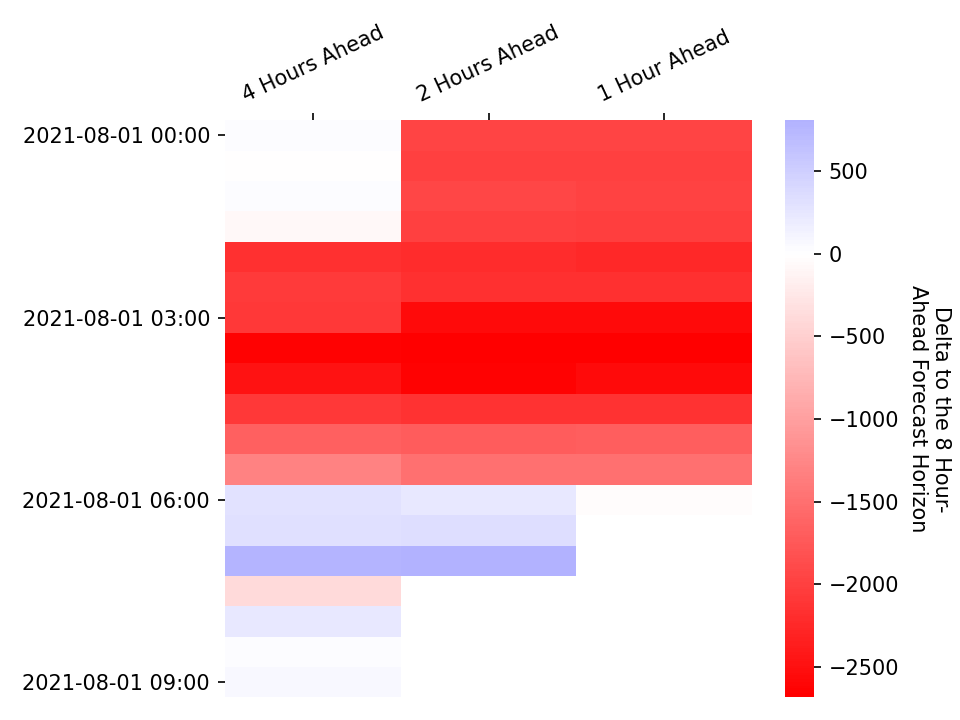 4 Hours Ahead
2 Hours Ahead
1 Hour Ahead
2021-08-01 00:00
2021-08-01 03:00
2021-08-01 06:00
2021-08-01 09:00
500
0
−500
−1000
−1500
−2000
−2500
Delta to the 8 Hour-
Ahead Forecast Horizon